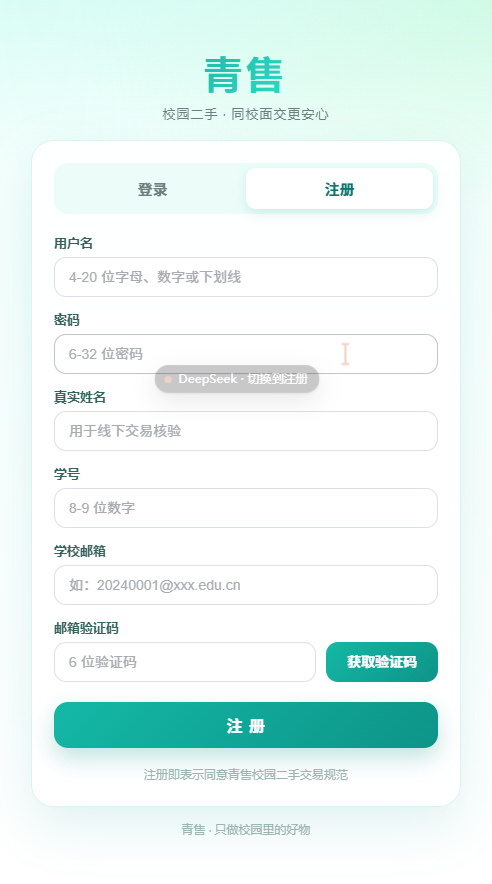 青售
校园二手 · 同校面交更安心
登录 注册
用户名
4-20 位字母、数字或下划线
密码
6-32 位密码
DeepSeek · 切换到注册
真实姓名
用于线下交易核验
学号
8-9 位数字
学校邮箱
如：20240001@xxx.edu.cn
邮箱验证码
6 位验证码 获取验证码
注 册
注册即表示同意青售校园二手交易规范
青售 · 只做校园里的好物